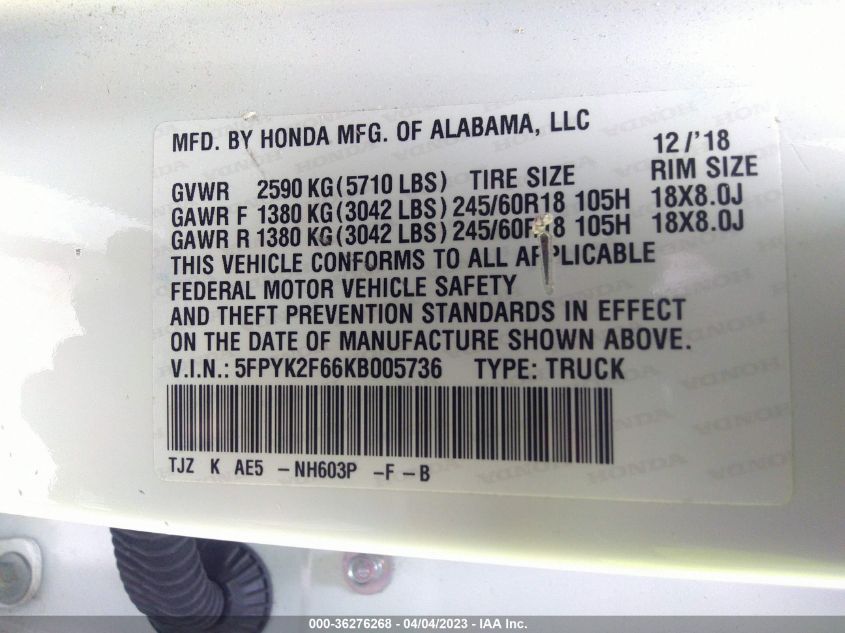 MFD. BY HONDA MFG. OF ALABAMA, LLC 12/'18
GVWR 2590 KG(5710 LBS) TIRE SIZE RIM SIZE
GAWR F 1380 KG(3042 LBS) 245/60R18 105H 18X8.0J
GAWR R 1380 KG(3042 LBS) 245/60R18 105H 18X8.0J
THIS VEHICLE CONFORMS TO ALL APPLICABLE
FEDERAL MOTOR VEHICLE SAFETY
AND THEFT PREVENTION STANDARDS IN EFFECT
ON THE DATE OF MANUFACTURE SHOWN ABOVE.
V.I.N.: 5FPYK2F66KB005736 TYPE: TRUCK
TJZ K AE5 -NH603P -F-B
000-36276268 - 04/04/2023 - IAA Inc.